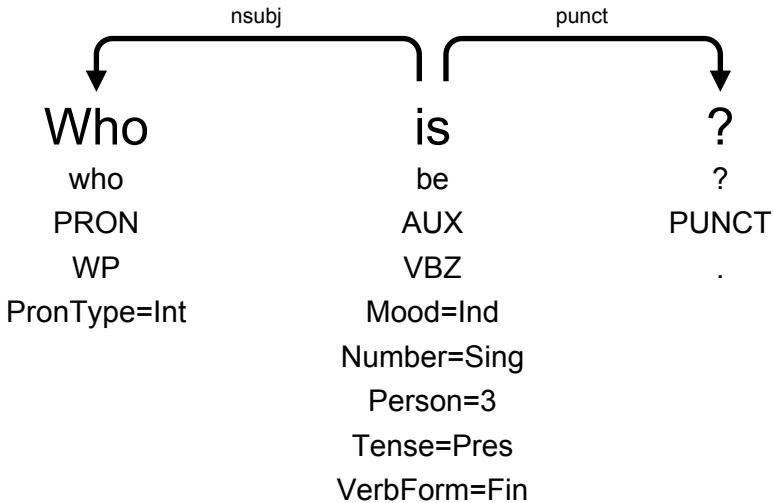 nsubj punct
Who is ?
who be ?
PRON AUX PUNCT
WP VBZ .
PronType=Int Mood=Ind
Number=Sing
Person=3
Tense=Pres
VerbForm=Fin